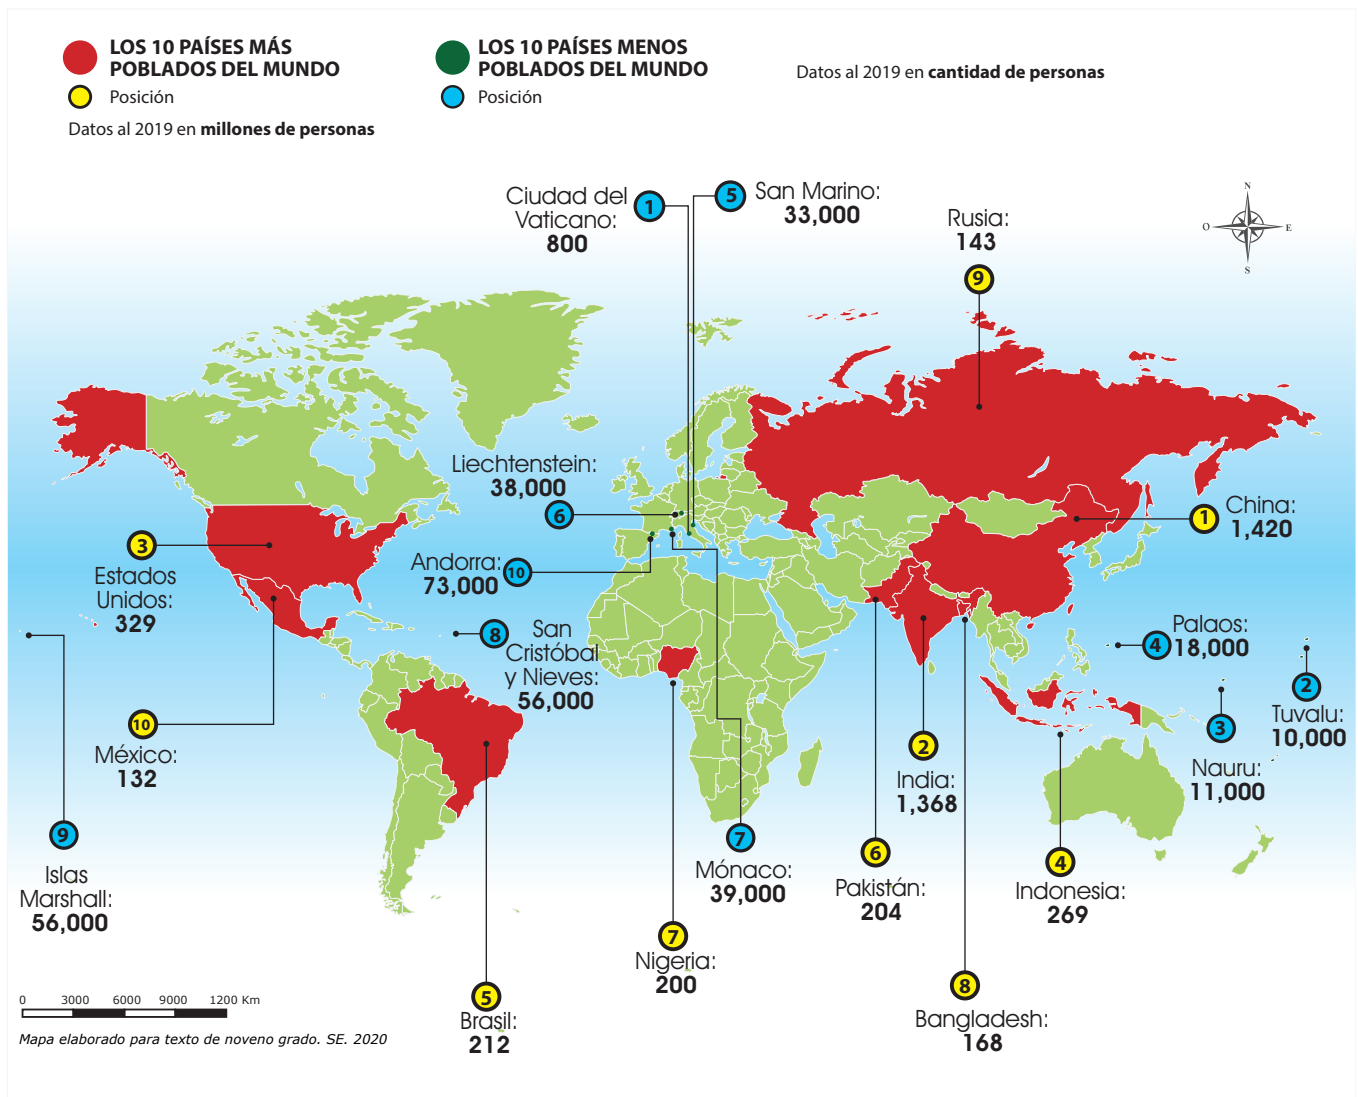 LOS 10 PAÍSES MÁS
POBLADOS DEL MUNDO
Posición
Datos al 2019 en millones de personas
LOS 10 PAÍSES MENOS
POBLADOS DEL MUNDO
Posición
Datos al 2019 en cantidad de personas
Ciudad del
Vaticano:
800
1
5
San Marino:
33,000
Rusia:
143
9
N
O
E
S
Liechtenstein:
38,000
6
China:
1,420
1
3
Estados
Unidos:
329
Andorra:
73,000
10
8
San
Cristóbal
y Nieves:
56,000
4
Palaos:
18,000
2
Tuvalu:
10,000
3
Nauru:
11,000
10
México:
132
2
India:
1,368
9
Islas
Marshall:
56,000
7
Mónaco:
39,000
6
Pakistán:
204
4
Indonesia:
269
7
Nigeria:
200
5
Brasil:
212
8
Bangladesh:
168
0 3000 6000 9000 1200 Km
Mapa elaborado para texto de noveno grado. SE. 2020